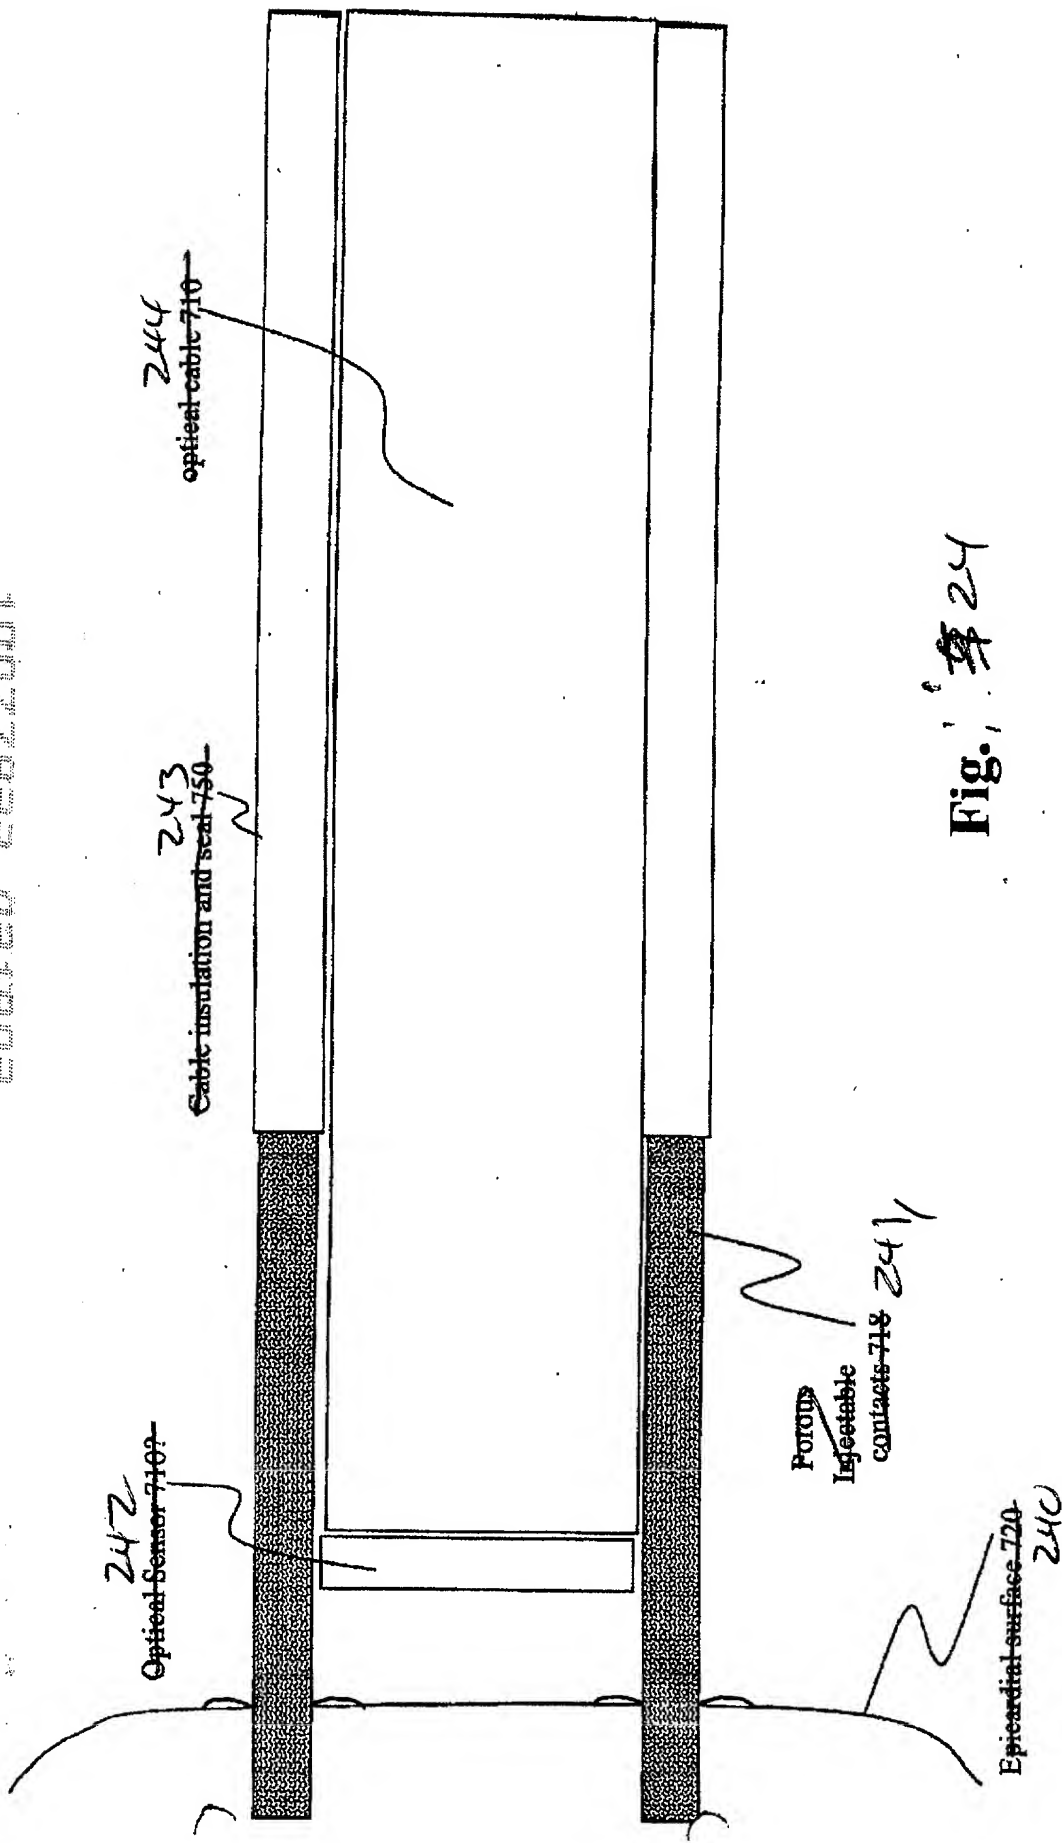 244
optical cable 710
243
Cable insulation and seal 750
242
Optical Sensor 710?
Porous
Injectable
contacts 718 241
Epicardial surface 720
240
Fig. 24